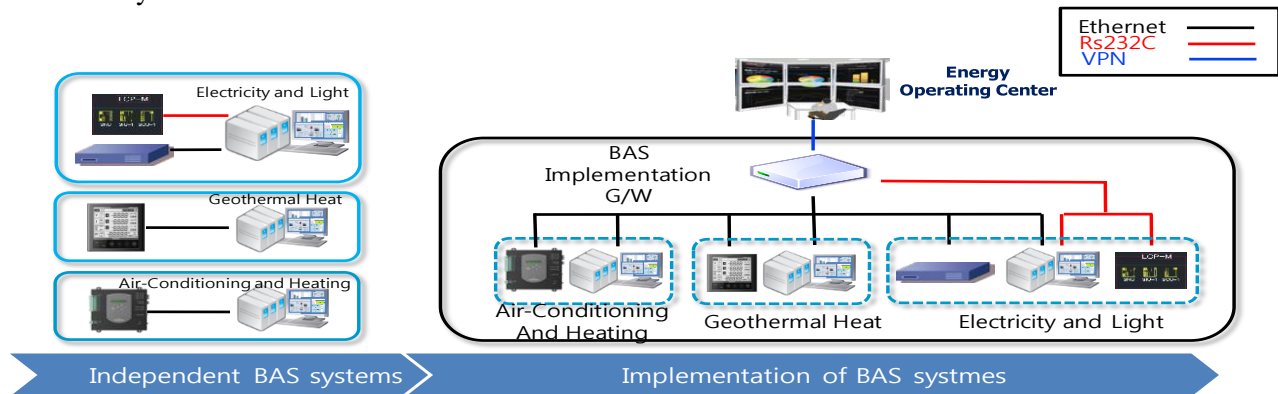 y
Ethernet
Rs232C
VPN
Electricity and Light
LCP-M
Geothermal Heat
Air-Conditioning and Heating
Energy
Operating Center
BAS
Implementation
G/W
LCP-M
Air-Conditioning
And Heating
Geothermal Heat
Electricity and Light
Independent BAS systems
Implementation of BAS systmes